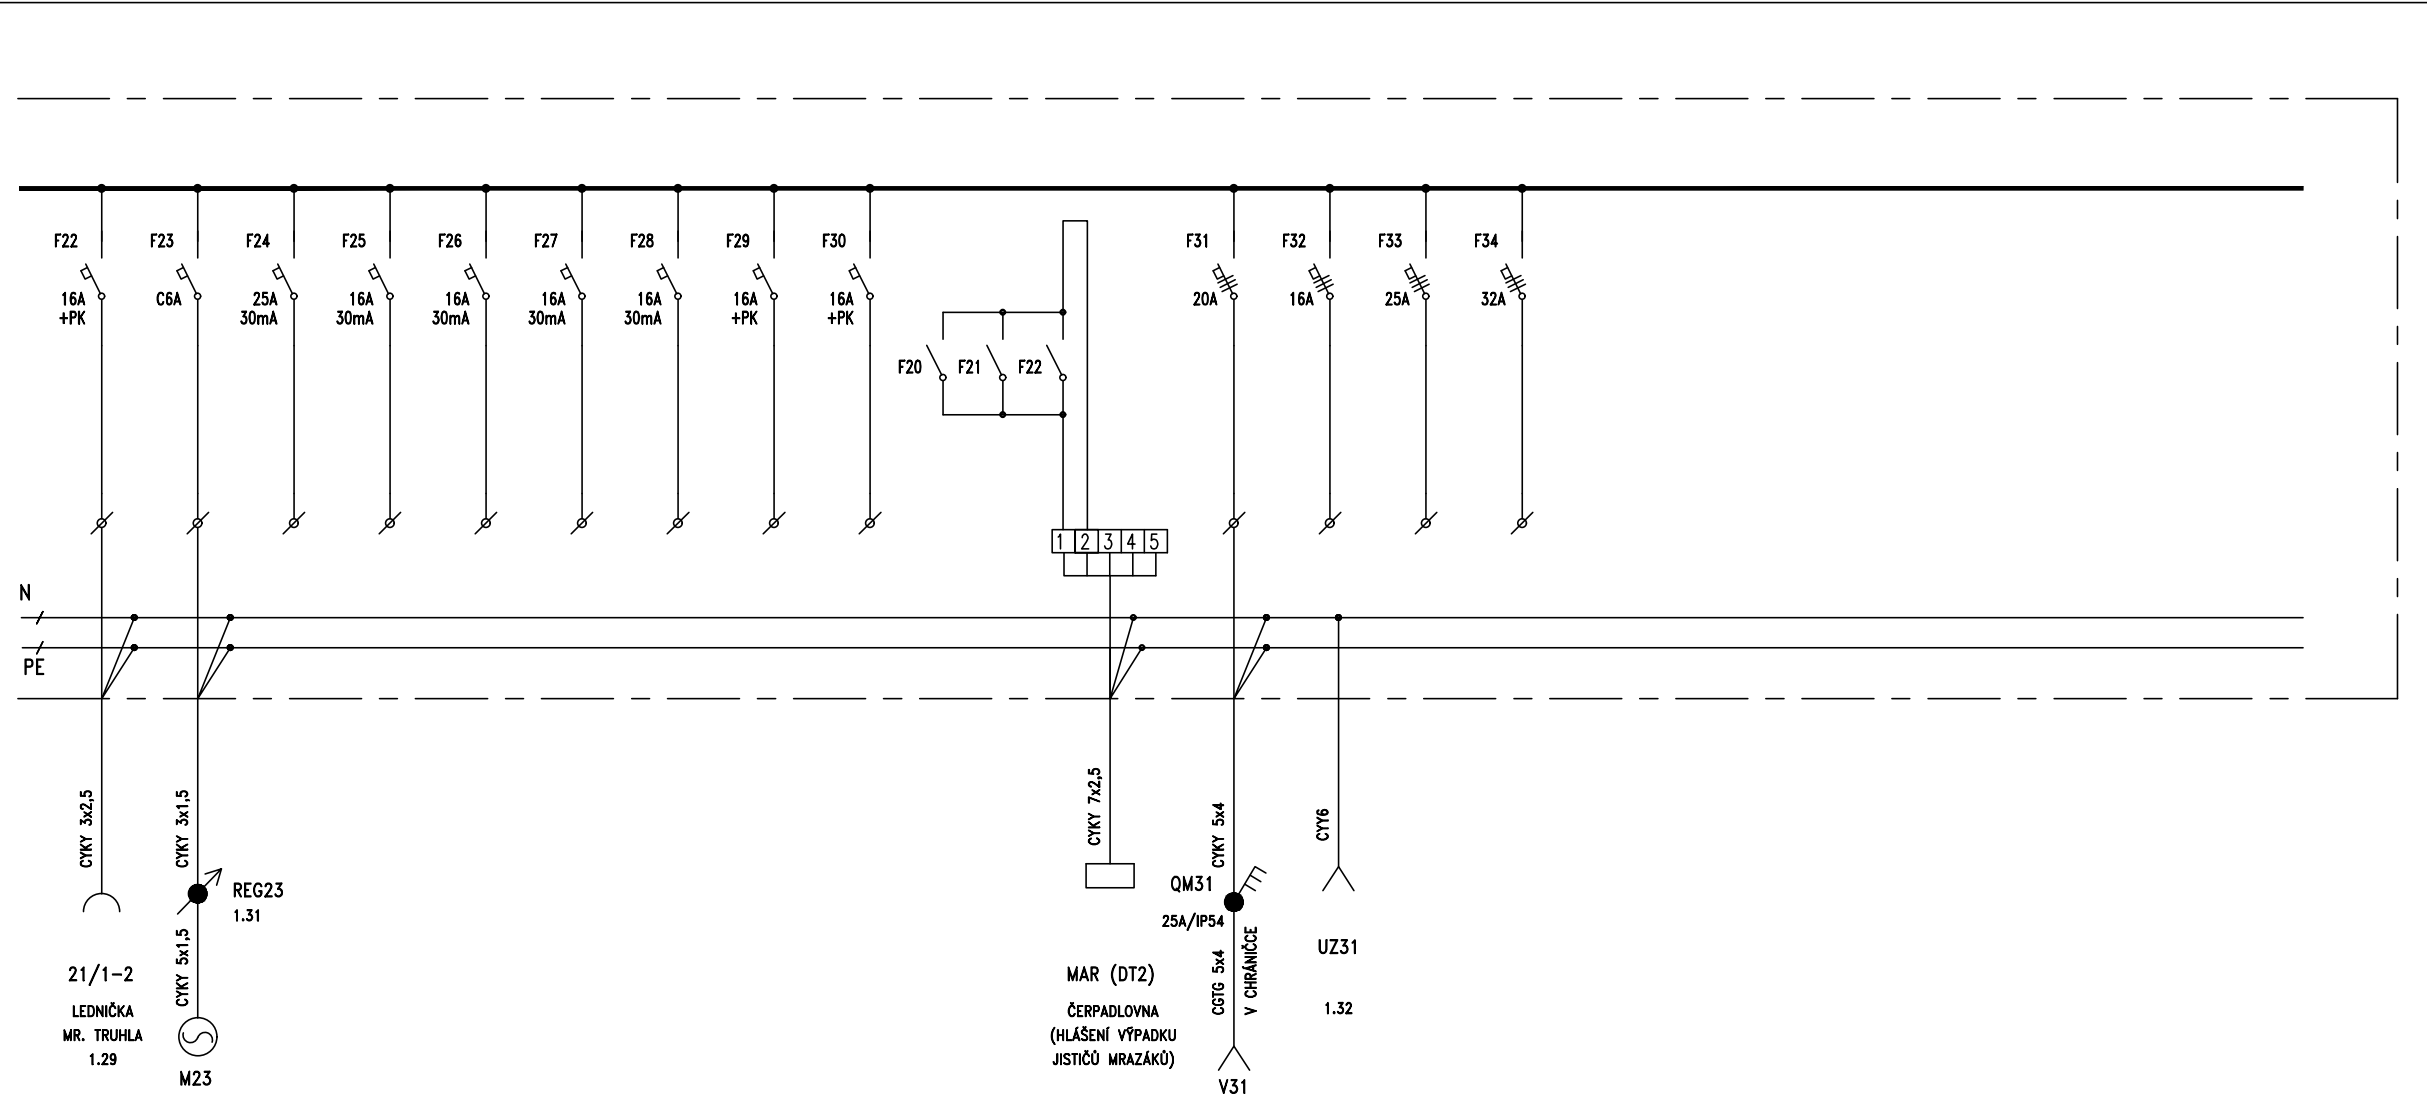 F22
16A
+PK
F23
C6A
F24
25A
30mA
F25
16A
30mA
F26
16A
30mA
F27
16A
30mA
F28
16A
30mA
F29
16A
+PK
F30
16A
+PK
F20
F21
F22
F31
20A
F32
16A
F33
25A
F34
32A
1 2 3 4 5
N
PE
CYKY 3x2,5
21/1-2
LEDNIČKA
MR. TRUHLA
1.29
CYKY 3x1,5
REG23
1.31
CYKY 5x1,5
M23
CYKY 7x2,5
MAR (DT2)
ČERPADLOVNA
(HLÁŠENÍ VÝPADKU
JISTIČŮ MRAZÁKŮ)
CYKY 5x4
QM31
25A/IP54
CGTG 5x4
V CHRÁNIČCE
V31
CYY6
UZ31
1.32